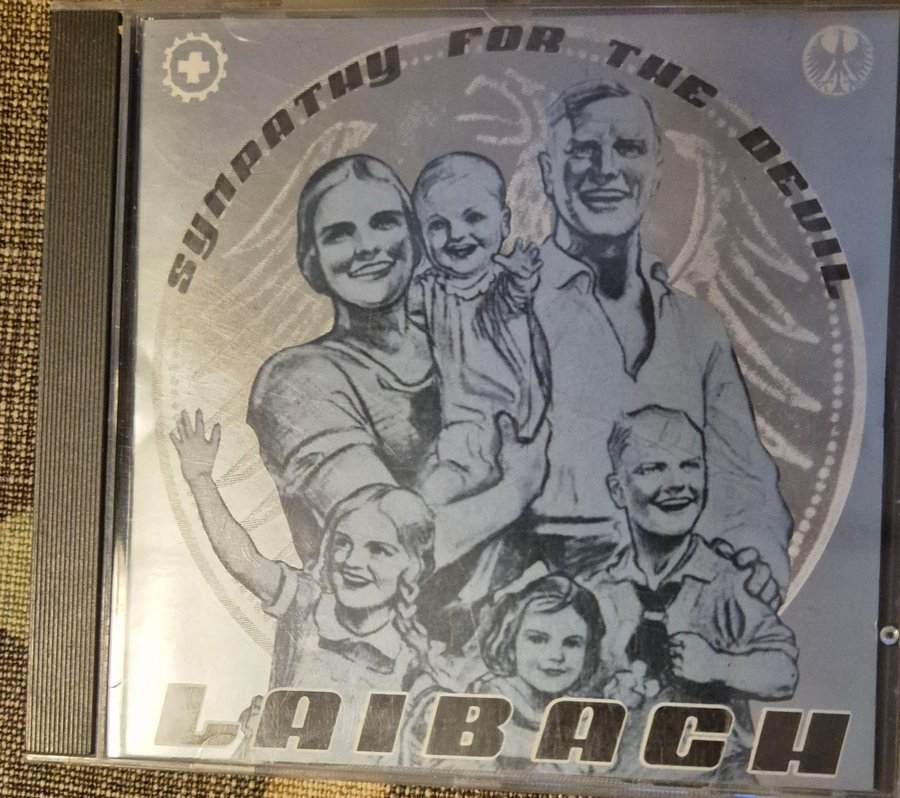 SYMPATHY FOR THE DEVIL
LAIBACH